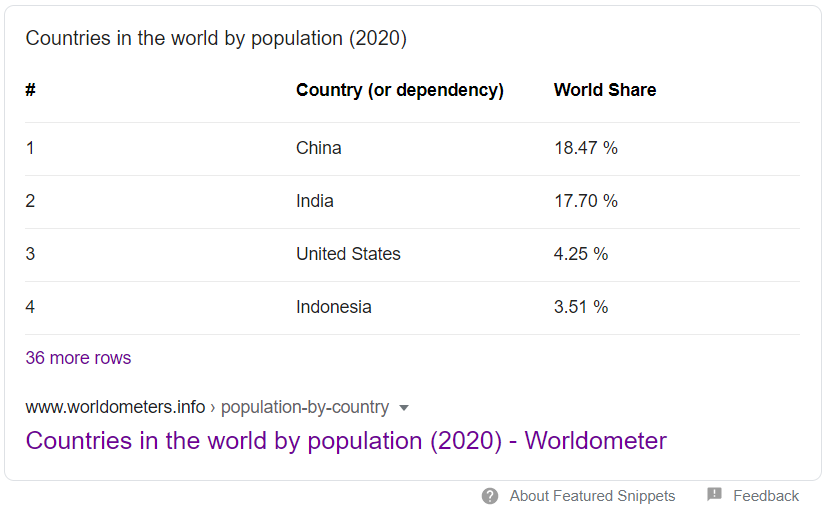 Countries in the world by population (2020)
# Country (or dependency) World Share
1 China 18.47 %
2 India 17.70 %
3 United States 4.25 %
4 Indonesia 3.51 %
36 more rows
www.worldometers.info › population-by-country
Countries in the world by population (2020) - Worldometer
About Featured Snippets Feedback